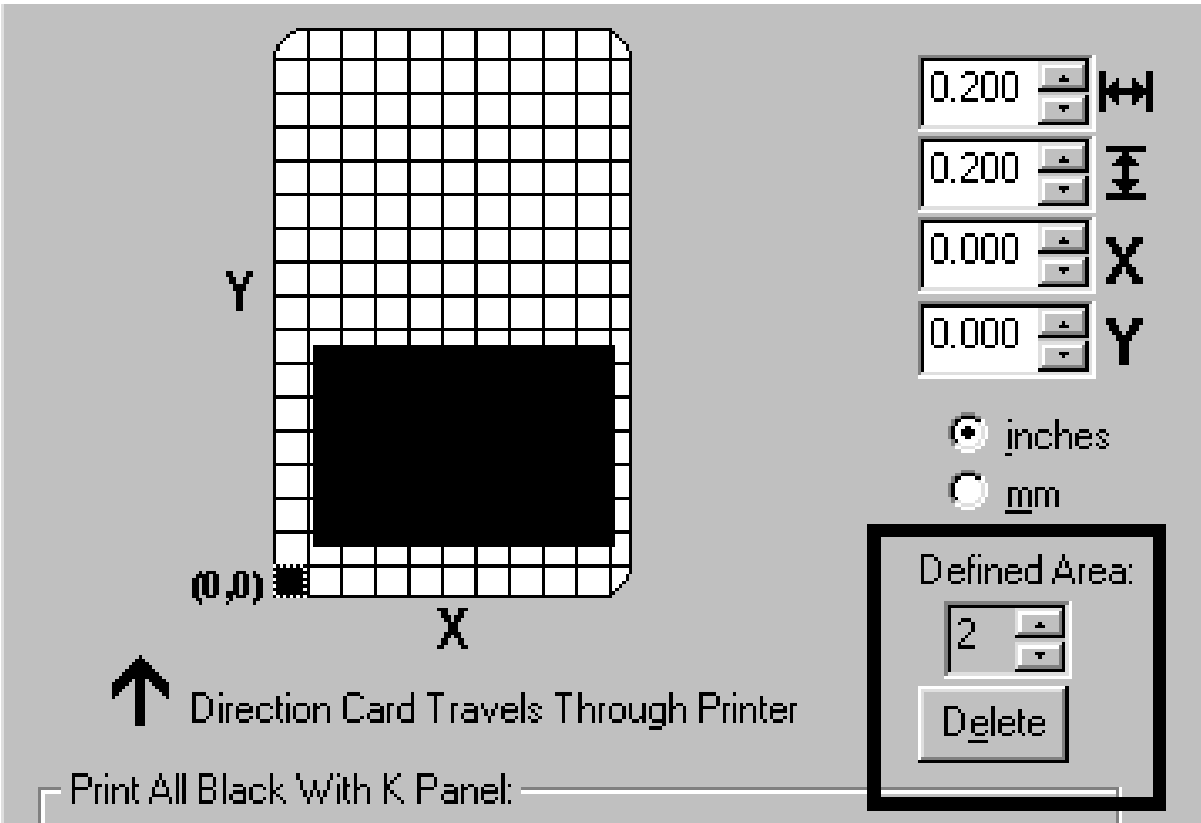 0.200
0.200
0.000 X
Y
0.000 Y
inches
mm
Defined Area:
(0,0)
2
X
Direction Card Travels Through Printer
Delete
Print All Black With K Panel: